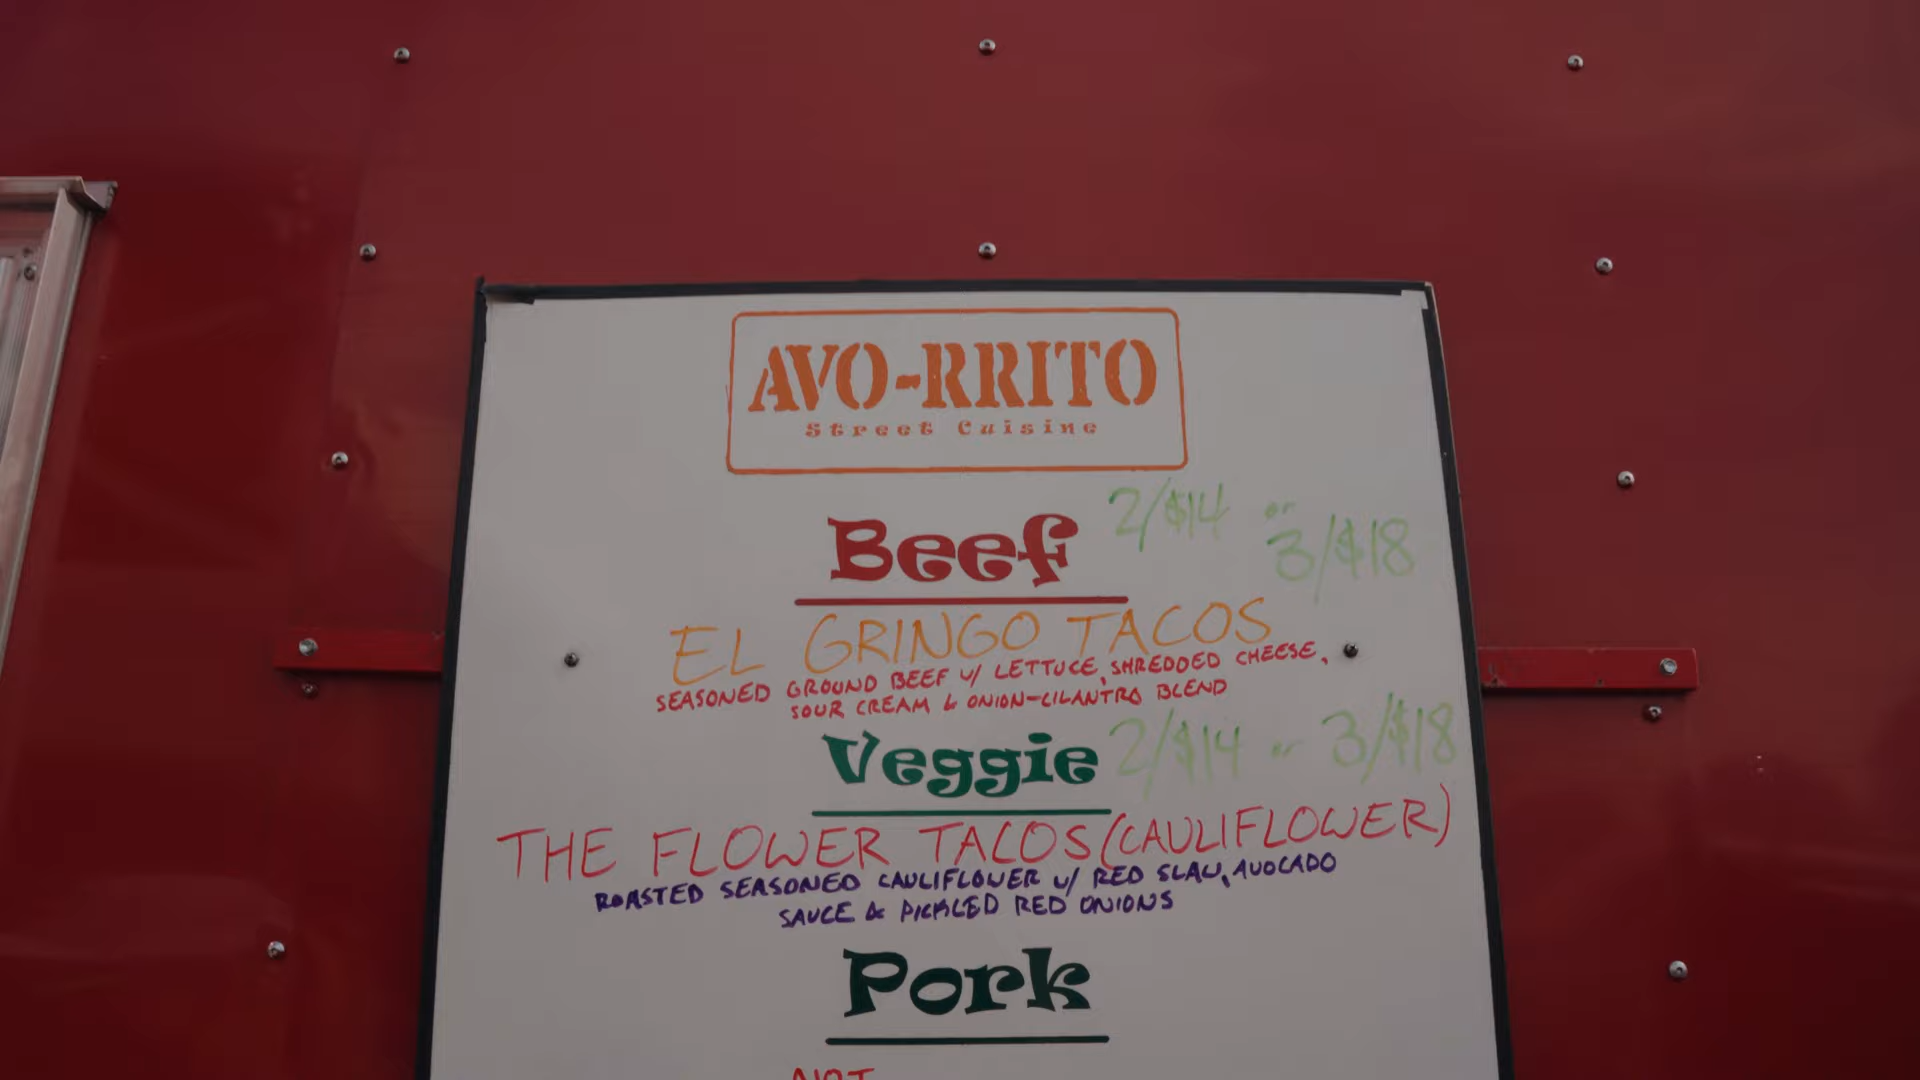 AVO-RRITO
Street Cuisine
Beef 2/$14 or 3/$18
EL GRINGO TACOS
SEASONED GROUND BEEF W/ LETTUCE, SHREDDED CHEESE,
SOUR CREAM & ONION-CILANTRO BLEND
Veggie 2/$14 or 3/$18
THE FLOWER TACOS (CAULIFLOWER)
ROASTED SEASONED CAULIFLOWER W/ RED SLAW, AVOCADO
SAUCE & PICKLED RED ONIONS
Pork